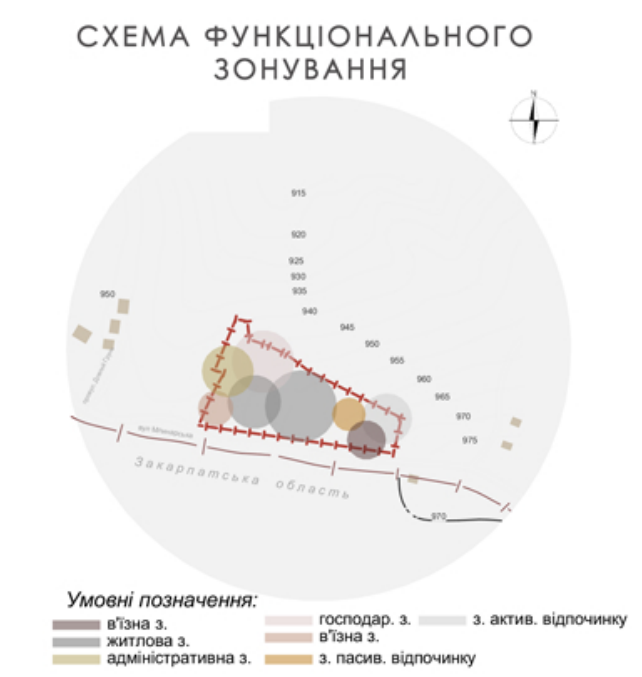 СХЕМА ФУНКЦІОНАЛЬНОГО
ЗОНУВАННЯ
N
915
920
925
930
935
940
945
950
955
960
965
970
975
950
Закарпатська область
970
Умовні позначення:
в'їзна з.
житлова з.
адміністративна з.
господар. з.
в'їзна з.
з. пасив. відпочинку
з. актив. відпочинку